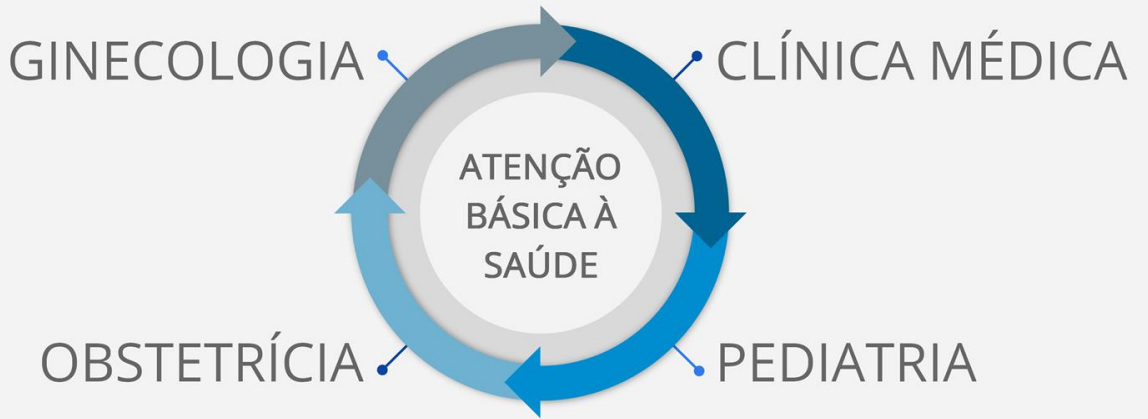 GINECOLOGIA
CLÍNICA MÉDICA
ATENÇÃO
BÁSICA À
SAÚDE
OBSTETRÍCIA
PEDIATRIA